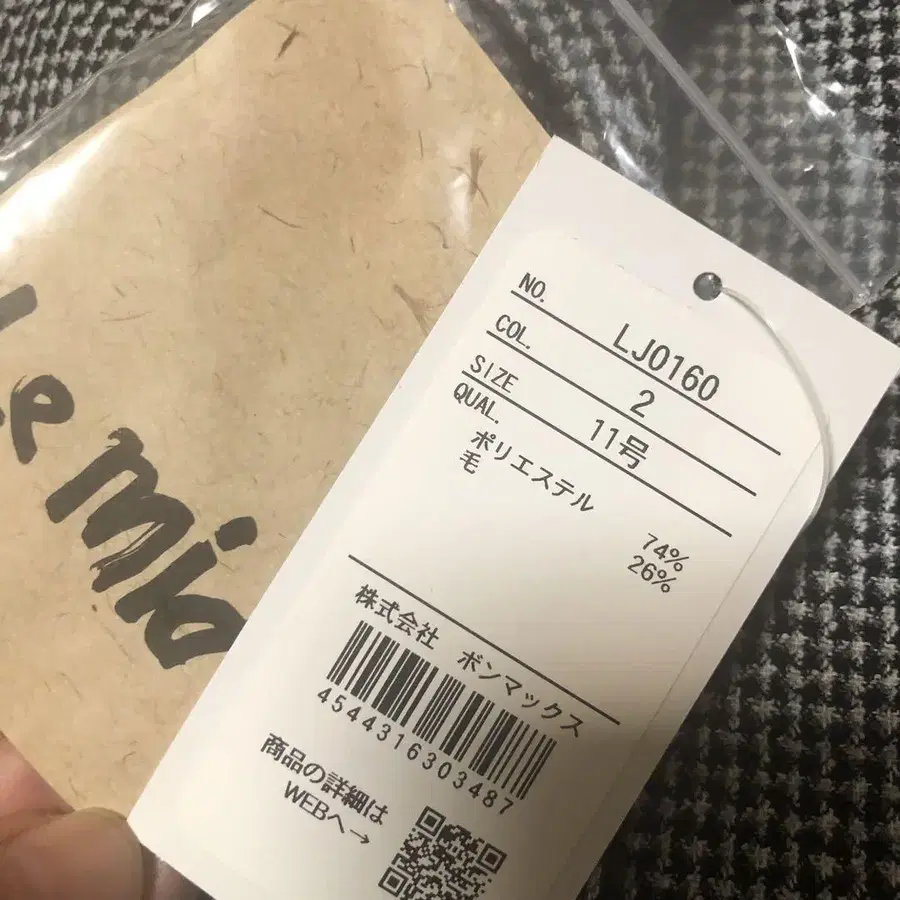 Le mio
NO. LJ0160
COL. 2
SIZE 11号
QUAL.
ポリエステル 74%
毛 26%
株式会社 ボンマックス
4544316303487
商品の詳細は
WEBへ→